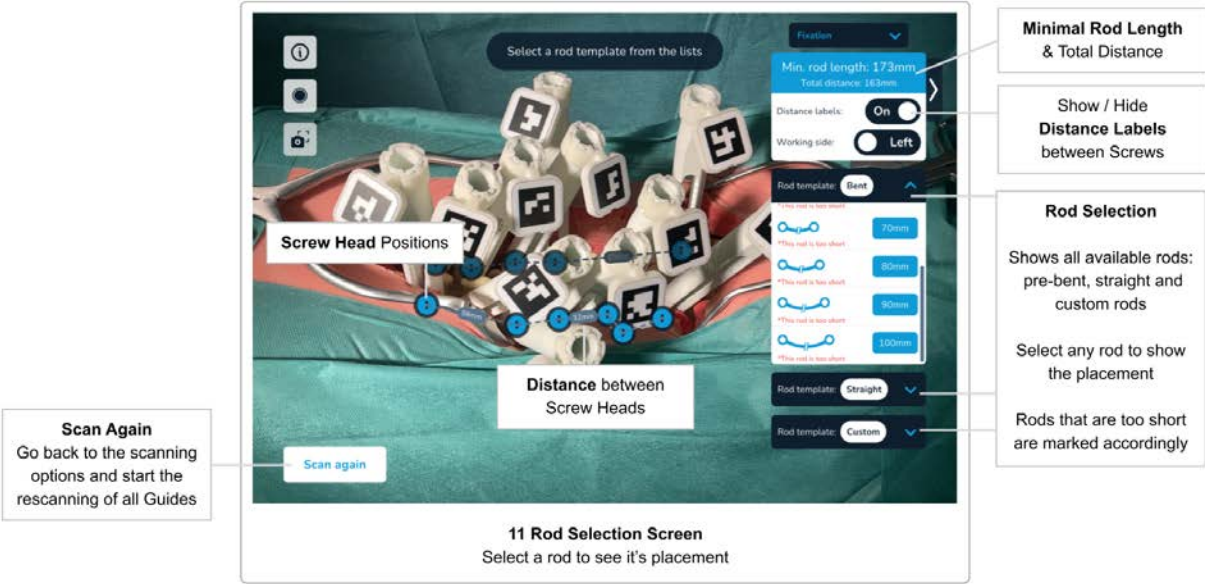 Select a rod template from the lists
Fixation
Min. rod length: 173mm
Total distance: 163mm
Distance labels:
On
Working side:
Left
Rod template:
Bent
*This rod is too short
70mm
*This rod is too short
80mm
*This rod is too short
90mm
*This rod is too short
100mm
*This rod is too short
Rod template:
Straight
Rod template:
Custom
Minimal Rod Length
& Total Distance
Show / Hide
Distance Labels
between Screws
Rod Selection
Shows all available rods:
pre-bent, straight and
custom rods
Select any rod to show
the placement
Rods that are too short
are marked accordingly
Screw Head Positions
Distance between
Screw Heads
Scan Again
Go back to the scanning
options and start the
rescanning of all Guides
Scan again
11 Rod Selection Screen
Select a rod to see it's placement